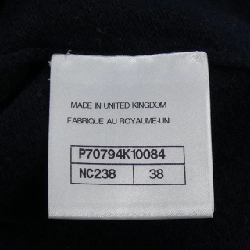 MADE IN UNITED KINGDOM
FABRIQUE AU ROYAUME-UNI
P70794K10084
NC238 38